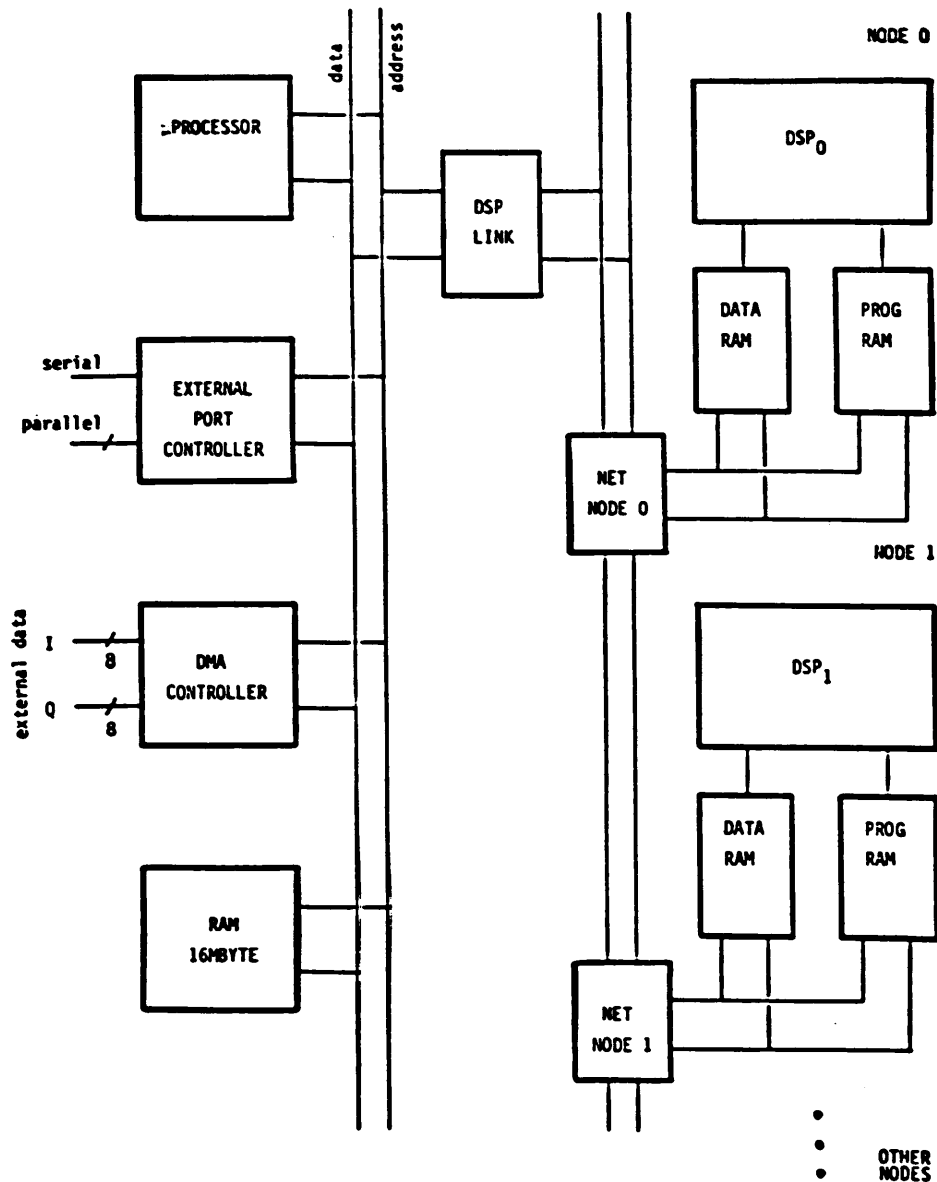 NODE 0
data
address
μPROCESSOR
DSP0
DSP
LINK
DATA
RAM
PROG
RAM
serial
parallel
EXTERNAL
PORT
CONTROLLER
NET
NODE 0
NODE 1
external data
I
8
Q
8
DMA
CONTROLLER
DSP1
DATA
RAM
PROG
RAM
RAM
16MBYTE
NET
NODE 1
OTHER
NODES